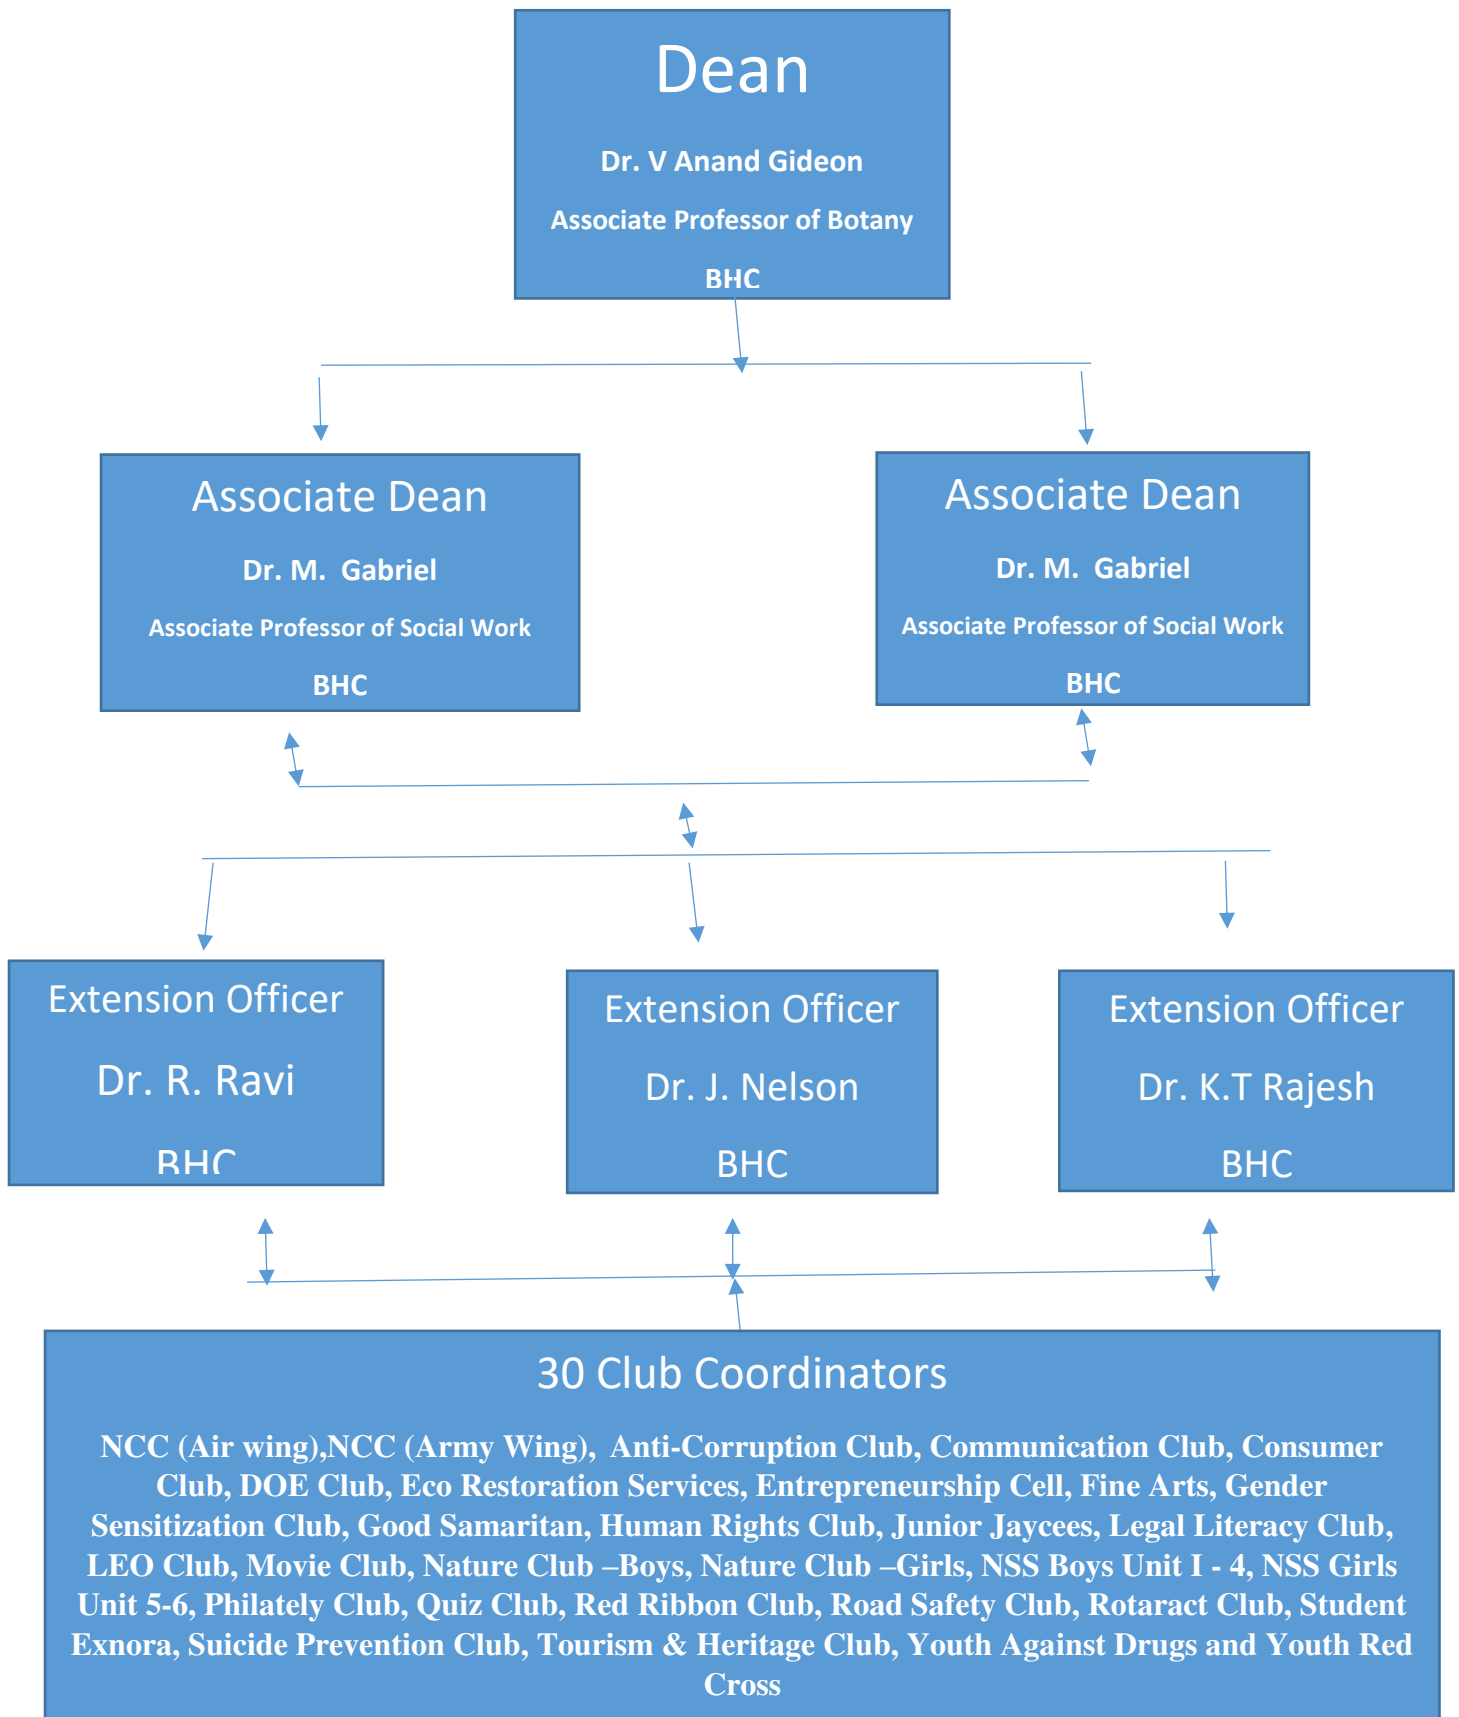 Dean
Dr. V Anand Gideon
Associate Professor of Botany
BHC
Associate Dean
Dr. M. Gabriel
Associate Professor of Social Work
BHC
Associate Dean
Dr. M. Gabriel
Associate Professor of Social Work
BHC
Extension Officer
Dr. R. Ravi
BHC
Extension Officer
Dr. J. Nelson
BHC
Extension Officer
Dr. K.T Rajesh
BHC
30 Club Coordinators
NCC (Air wing),NCC (Army Wing), Anti-Corruption Club, Communication Club, Consumer
Club, DOE Club, Eco Restoration Services, Entrepreneurship Cell, Fine Arts, Gender
Sensitization Club, Good Samaritan, Human Rights Club, Junior Jaycees, Legal Literacy Club,
LEO Club, Movie Club, Nature Club –Boys, Nature Club –Girls, NSS Boys Unit I - 4, NSS Girls
Unit 5-6, Philately Club, Quiz Club, Red Ribbon Club, Road Safety Club, Rotaract Club, Student
Exnora, Suicide Prevention Club, Tourism & Heritage Club, Youth Against Drugs and Youth Red
Cross